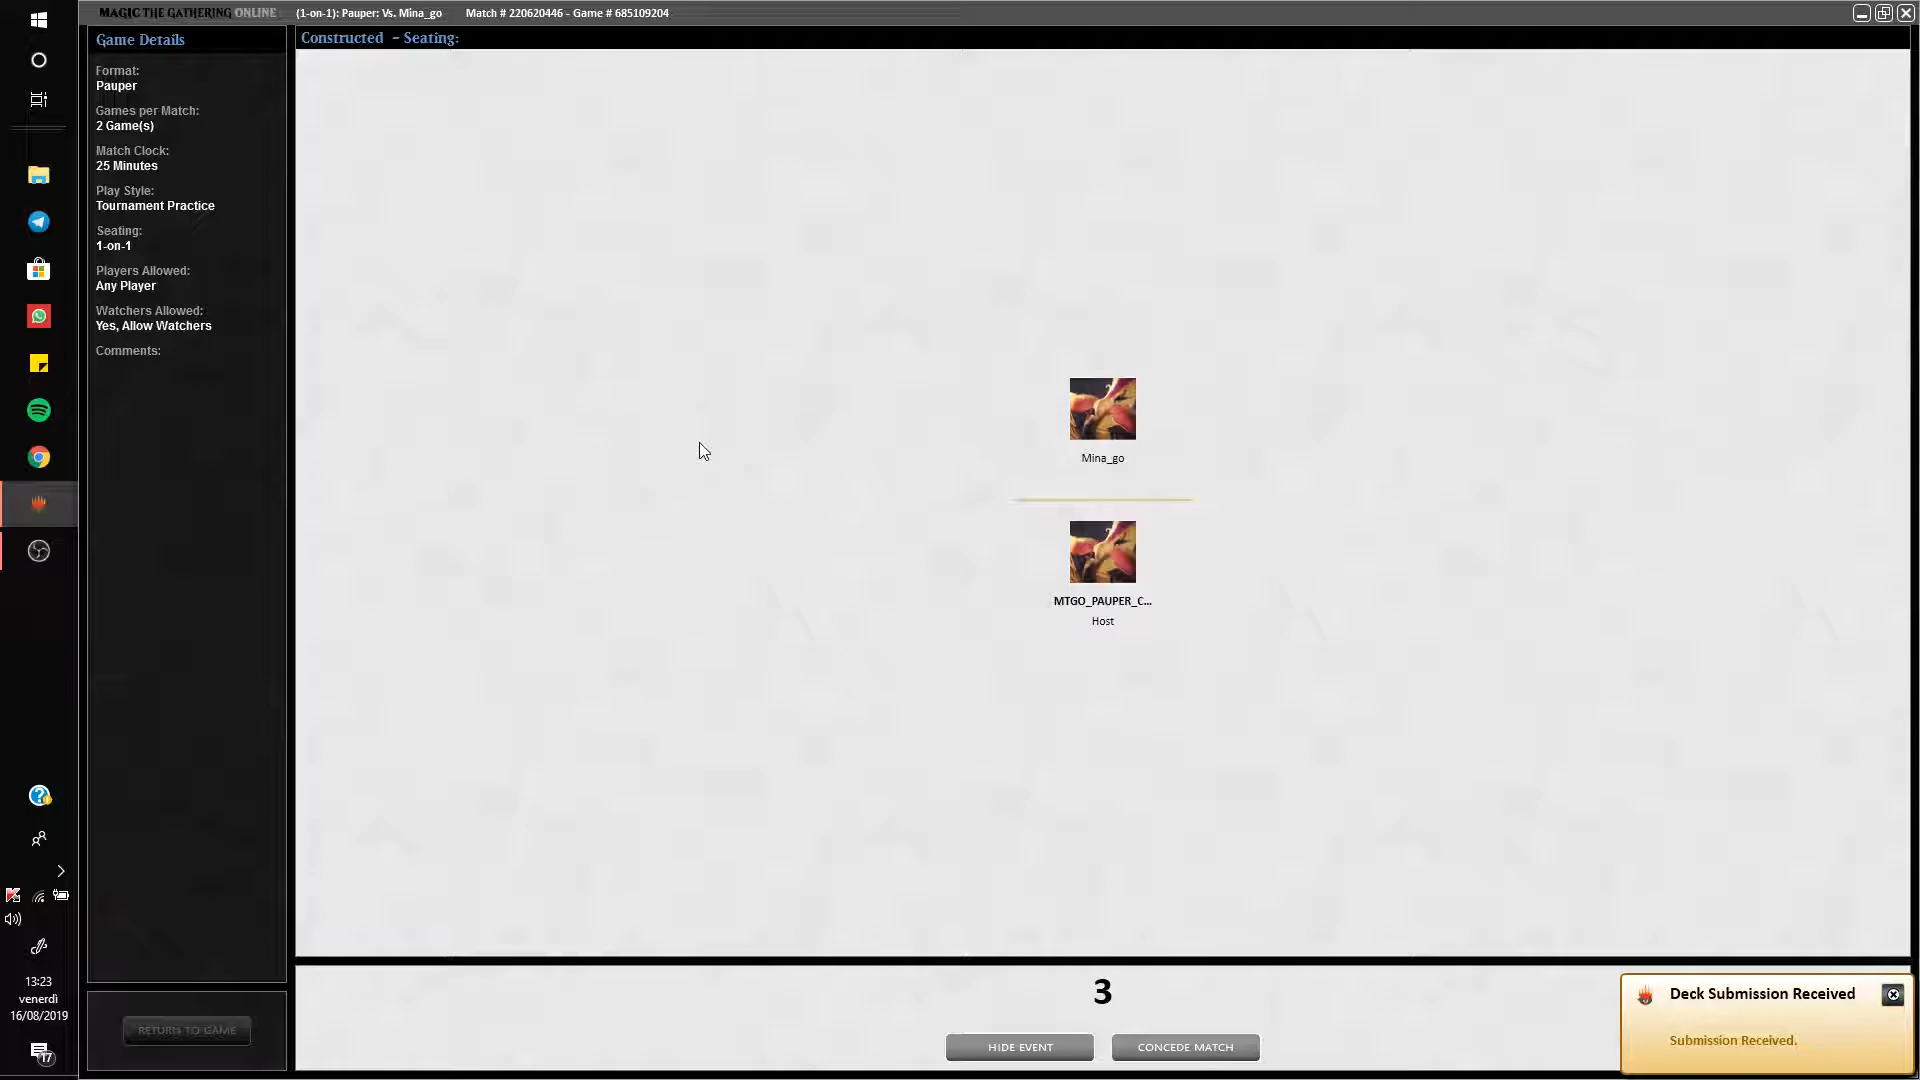 MAGIC THE GATHERING ONLINE (1-on-1): Pauper: Vs. Mina_go Match # 220620446 - Game # 685109204
Game Details
Format:
Pauper
Games per Match:
2 Game(s)
Match Clock:
25 Minutes
Play Style:
Tournament Practice
Seating:
1-on-1
Players Allowed:
Any Player
Watchers Allowed:
Yes, Allow Watchers
Comments:
RETURN TO GAME
Constructed - Seating:
Mina_go
MTGO_PAUPER_C...
Host
3
HIDE EVENT CONCEDE MATCH
Deck Submission Received
Submission Received.
13:23
venerdì
16/08/2019
17